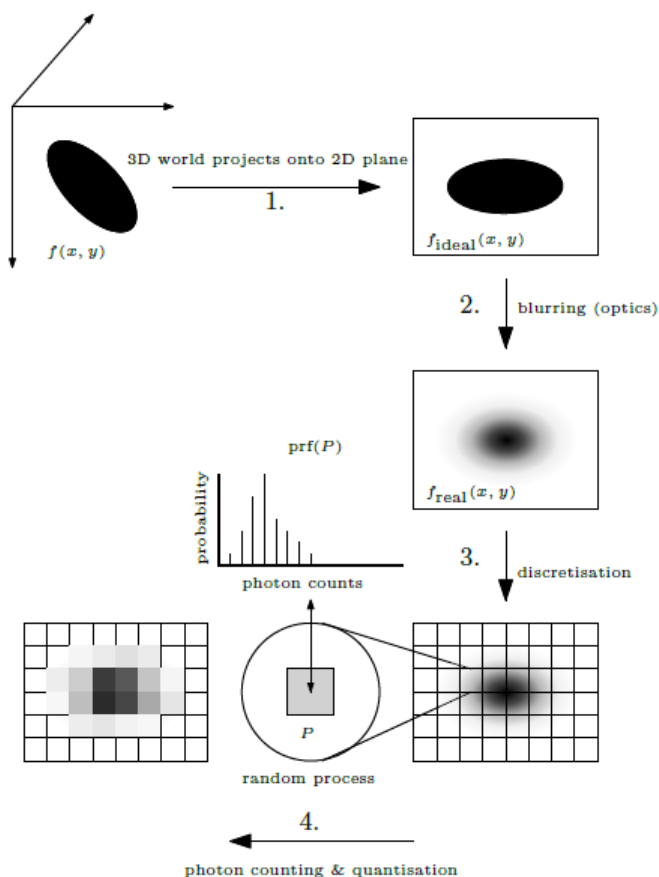 3D world projects onto 2D plane
1.
f(x, y)
f_ideal(x, y)
2.
blurring (optics)
prf(P)
f_real(x, y)
probability
3.
discretisation
photon counts
P
random process
4.
photon counting & quantisation